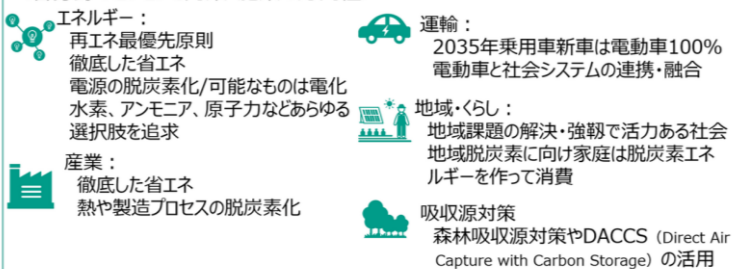 エネルギー：
再エネ最優先原則
徹底した省エネ
電源の脱炭素化/可能なものは電化
水素、アンモニア、原子力などあらゆる
選択肢を追求
産業：
徹底した省エネ
熱や製造プロセスの脱炭素化
運輸：
2035年乗用車新車は電動車100%
電動車と社会システムの連携・融合
地域・くらし：
地域課題の解決・強靱で活力ある社会
地域脱炭素に向け家庭は脱炭素エネ
ルギーを作って消費
吸収源対策
森林吸収源対策やDACCS（Direct Air
Capture with Carbon Storage）の活用